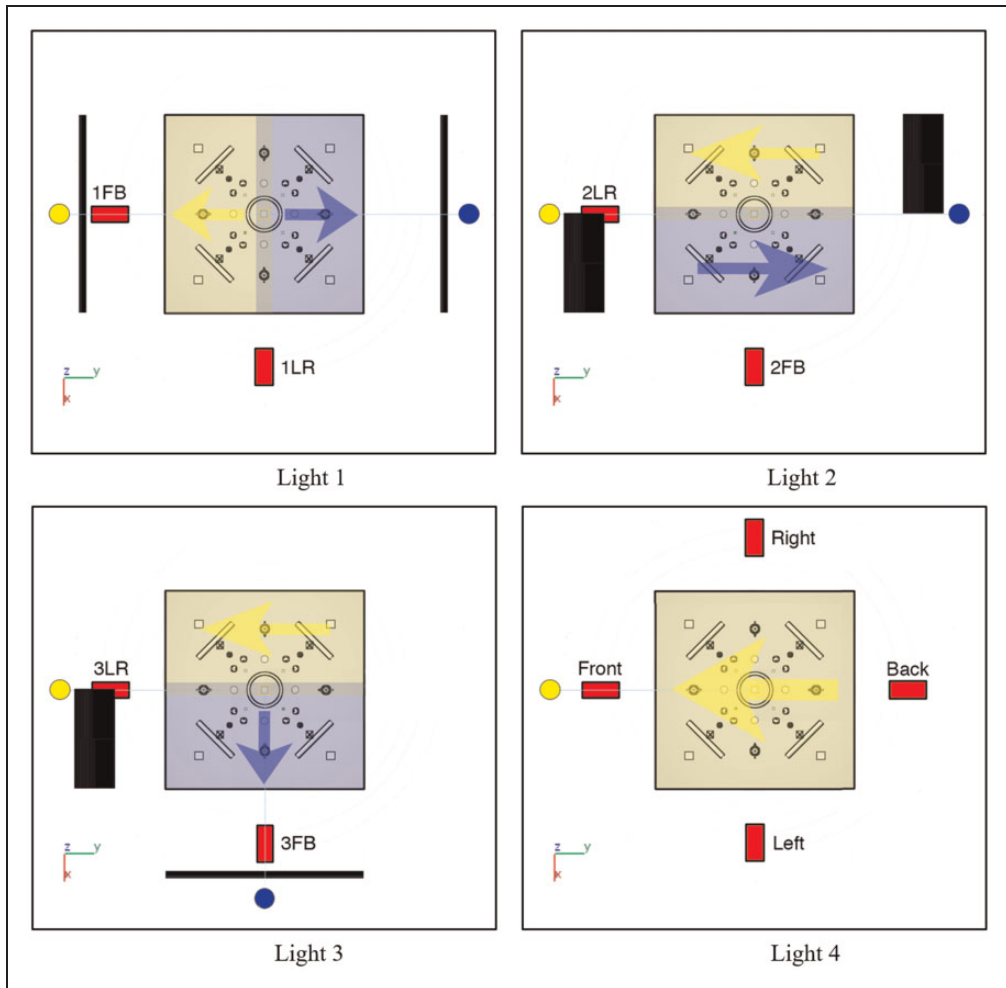 1FB
1LR
z y
x
Light 1
2LR
2FB
z y
x
Light 2
3LR
3FB
z y
x
Light 3
Right
Front Back
Left
z y
x
Light 4